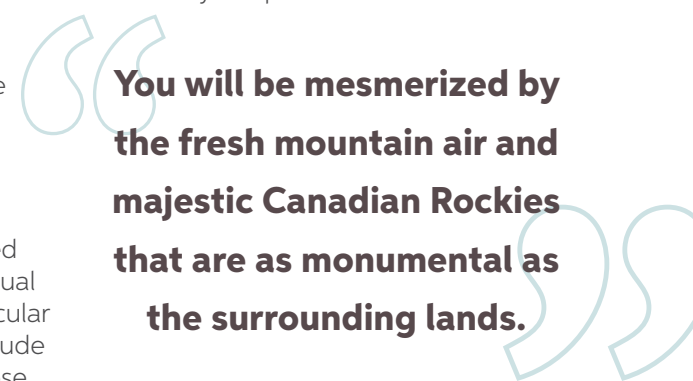 You will be mesmerized by
the fresh mountain air and
majestic Canadian Rockies
that are as monumental as
the surrounding lands.